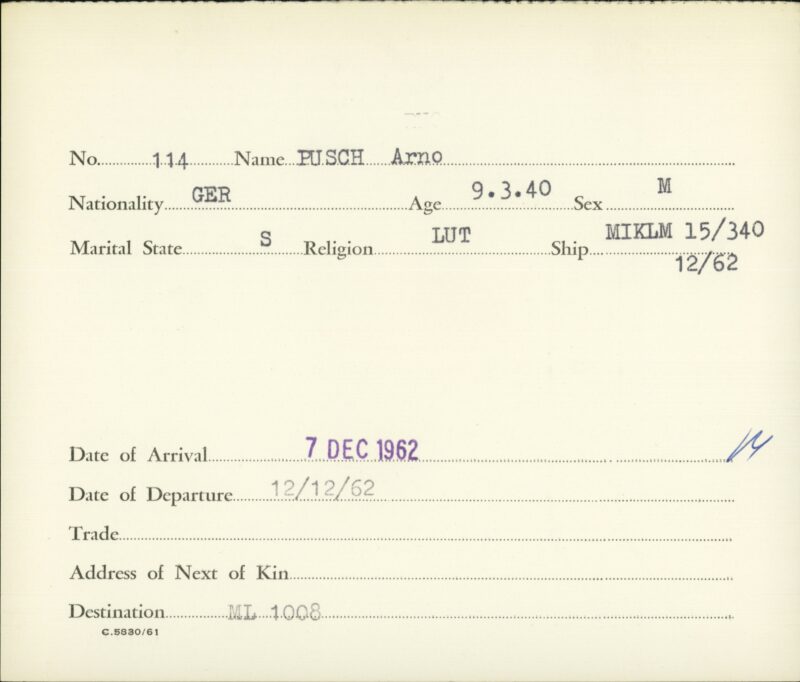 No. 114 Name PUSCH Arno
Nationality GER Age 9.3.40 Sex M
Marital State S Religion LUT Ship MIKLM 15/340
12/62
Date of Arrival 7 DEC 1962
Date of Departure 12/12/62
Trade
Address of Next of Kin
Destination ML 1008
C.5830/61